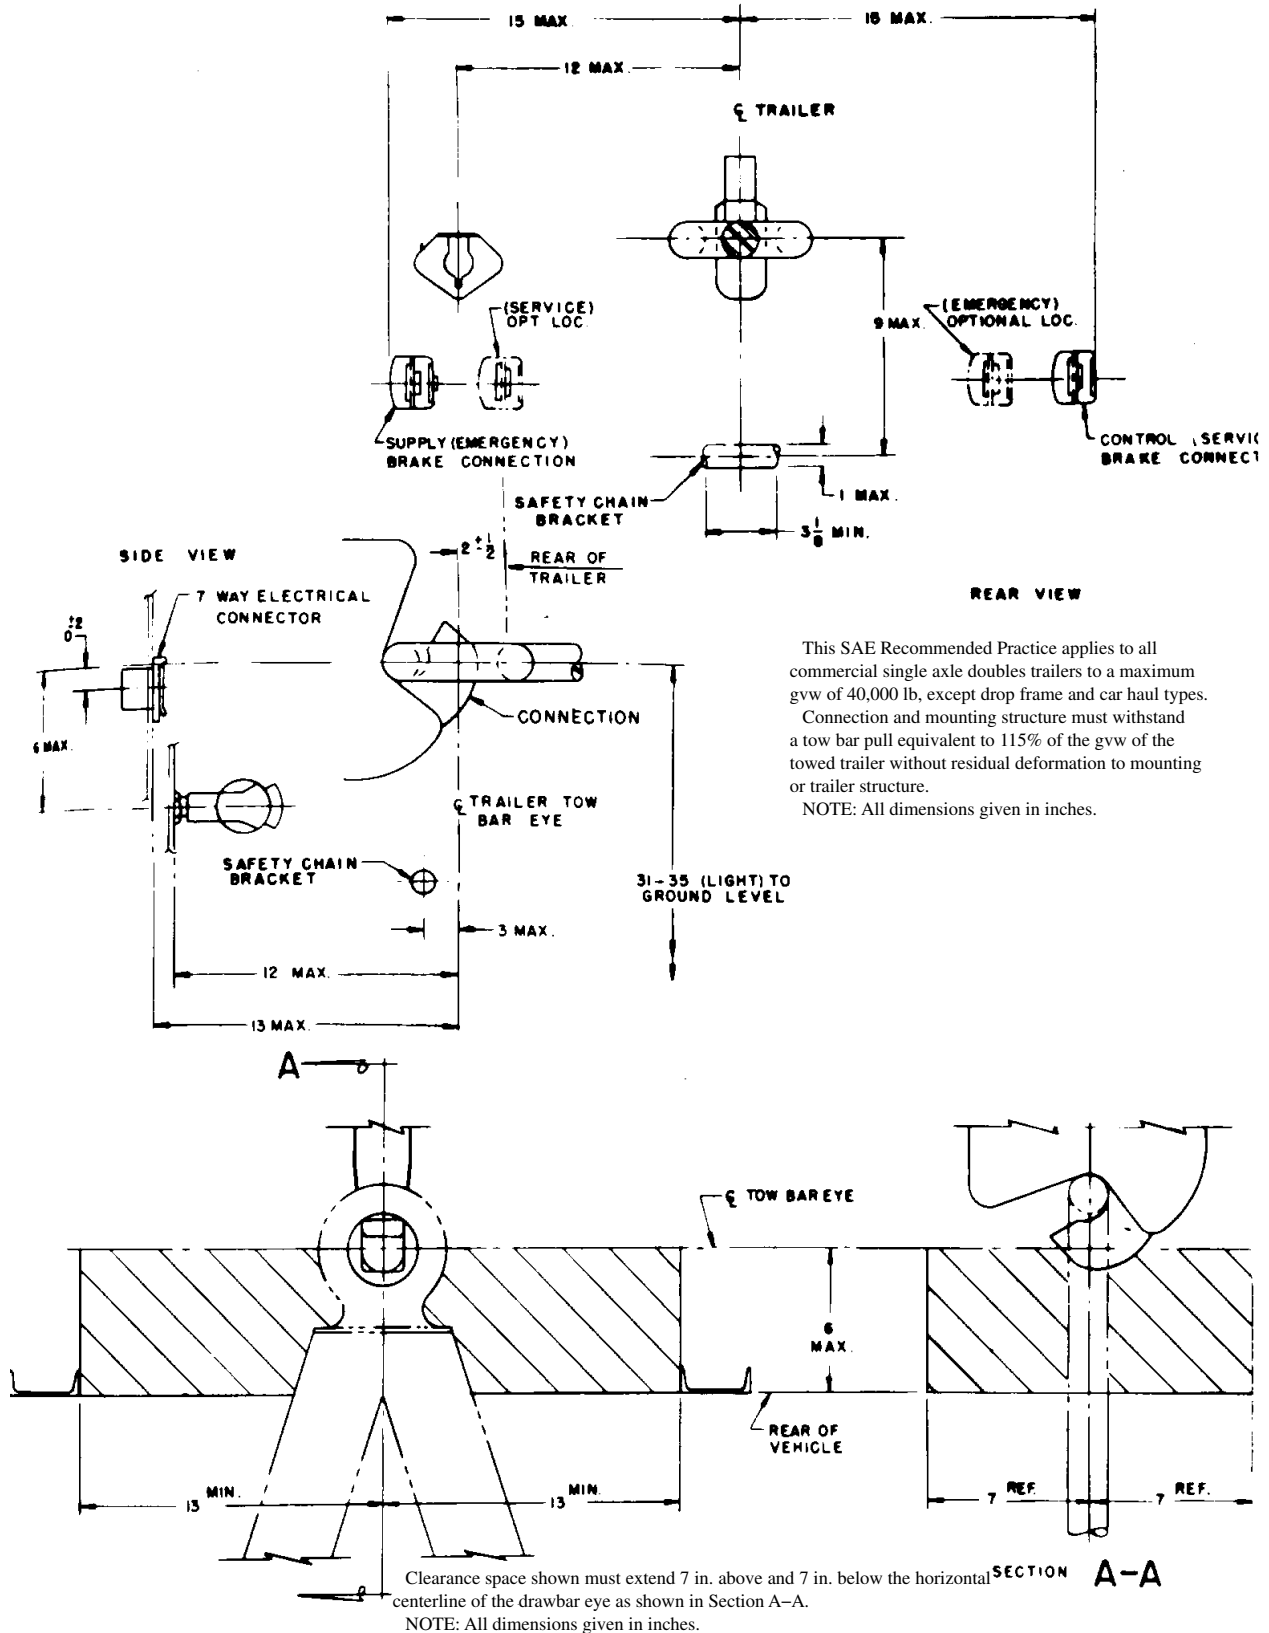 15 MAX.
15 MAX.
12 MAX.
℄ TRAILER
(SERVICE)
OPT LOC.
(EMERGENCY)
OPTIONAL LOC.
9 MAX.
SUPPLY (EMERGENCY)
BRAKE CONNECTION
CONTROL (SERVIC
BRAKE CONNECT
SAFETY CHAIN
BRACKET
1 MAX.
3 1/8 MIN.
SIDE VIEW
2 ± 1/2
REAR OF
TRAILER
7 WAY ELECTRICAL
CONNECTOR
REAR VIEW
±2
0
CONNECTION
6 MAX.
This SAE Recommended Practice applies to all
commercial single axle doubles trailers to a maximum
gvw of 40,000 lb, except drop frame and car haul types.
Connection and mounting structure must withstand
a tow bar pull equivalent to 115% of the gvw of the
towed trailer without residual deformation to mounting
or trailer structure.
NOTE: All dimensions given in inches.
℄ TRAILER TOW
BAR EYE
SAFETY CHAIN
BRACKET
31-35 (LIGHT) TO
GROUND LEVEL
3 MAX.
12 MAX.
13 MAX.
A
℄ TOW BAR EYE
6
MAX.
REAR OF
VEHICLE
13 MIN.
13 MIN.
7 REF.
7 REF.
SECTION A-A
Clearance space shown must extend 7 in. above and 7 in. below the horizontal
centerline of the drawbar eye as shown in Section A–A.
NOTE: All dimensions given in inches.